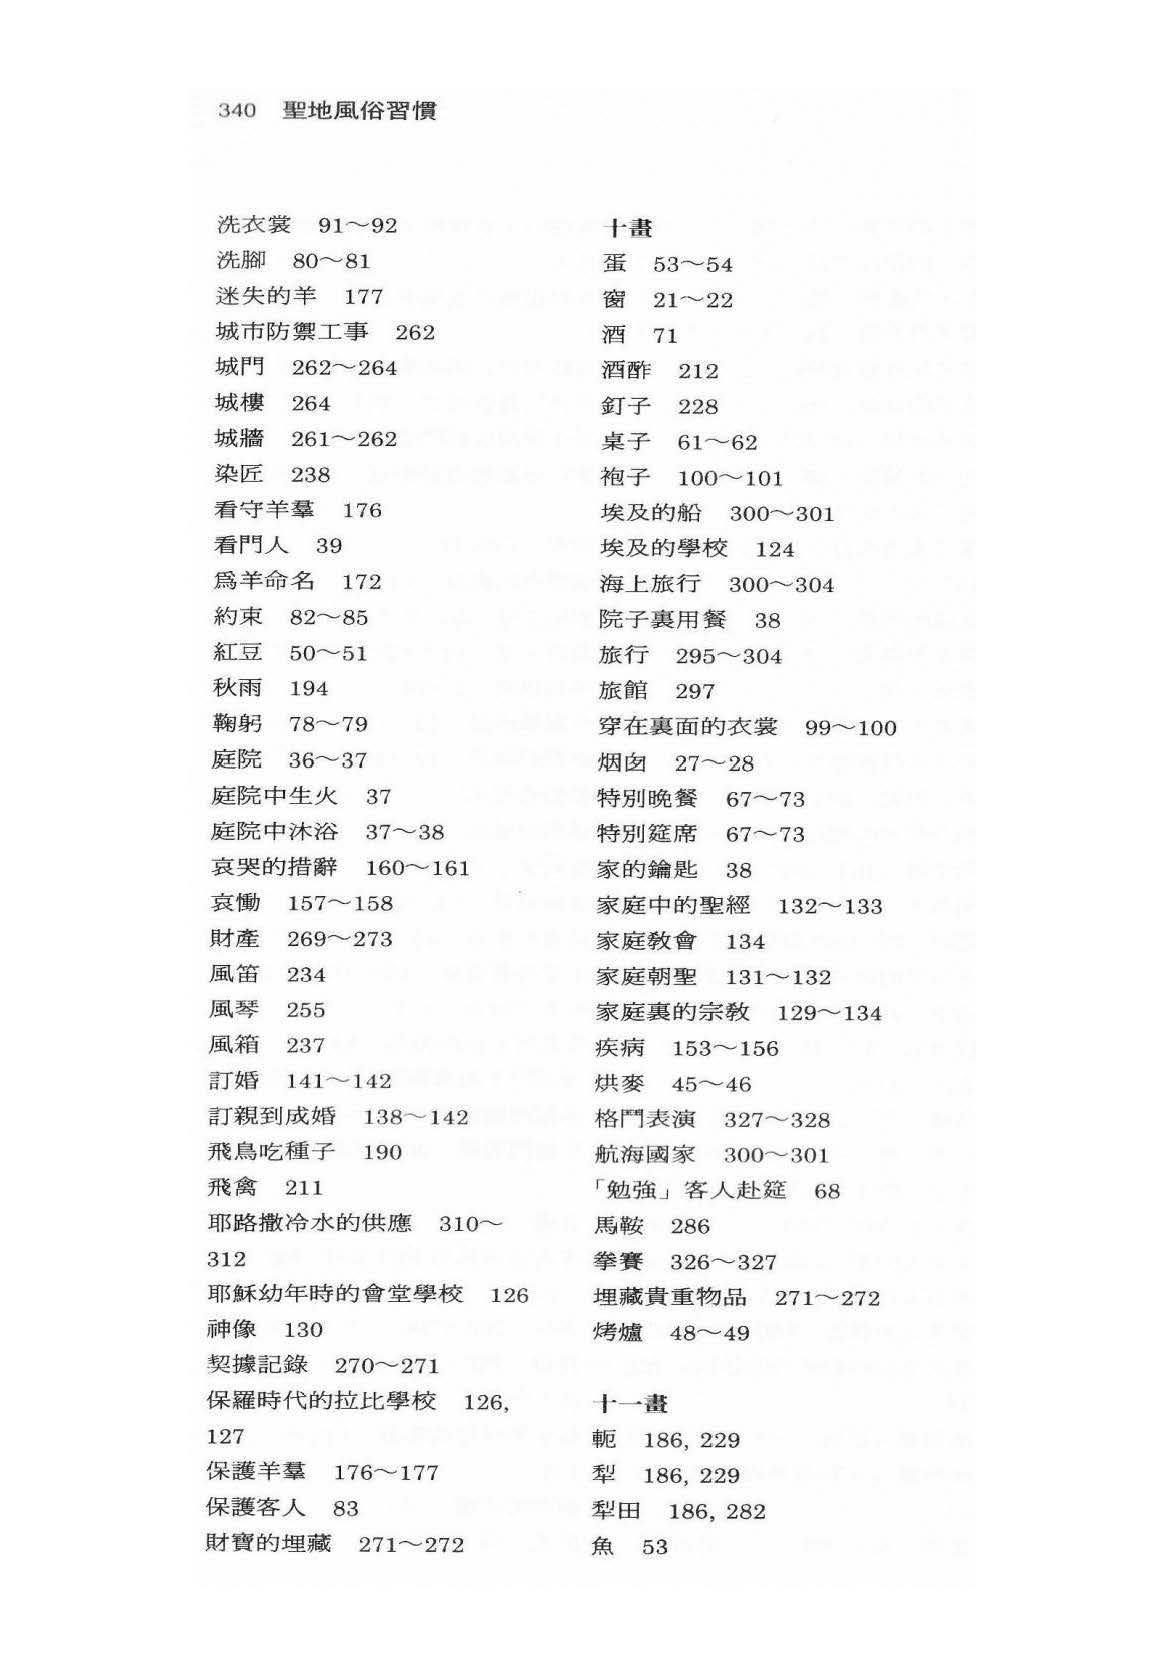 340 聖地風俗習慣
洗衣裳 91～92
洗腳 80～81
迷失的羊 177
城市防禦工事 262
城門 262～264
城樓 264
城牆 261～262
染匠 238
看守羊羣 176
看門人 39
爲羊命名 172
約束 82～85
紅豆 50～51
秋雨 194
鞠躬 78～79
庭院 36～37
庭院中生火 37
庭院中沐浴 37～38
哀哭的措辭 160～161
哀慟 157～158
財產 269～273
風笛 234
風琴 255
風箱 237
訂婚 141～142
訂親到成婚 138～142
飛鳥吃種子 190
飛禽 211
耶路撒冷水的供應 310～
312
耶穌幼年時的會堂學校 126
神像 130
契據記錄 270～271
保羅時代的拉比學校 126,
127
保護羊羣 176～177
保護客人 83
財寶的埋藏 271～272
十畫
蛋 53～54
窗 21～22
酒 71
酒醡 212
釘子 228
桌子 61～62
袍子 100～101
埃及的船 300～301
埃及的學校 124
海上旅行 300～304
院子裏用餐 38
旅行 295～304
旅館 297
穿在裏面的衣裳 99～100
烟囱 27～28
特別晚餐 67～73
特別筵席 67～73
家的鑰匙 38
家庭中的聖經 132～133
家庭教會 134
家庭朝聖 131～132
家庭裏的宗教 129～134
疾病 153～156
烘麥 45～46
格鬥表演 327～328
航海國家 300～301
「勉強」客人赴筵 68
馬鞍 286
拳賽 326～327
埋藏貴重物品 271～272
烤爐 48～49
十一畫
軛 186, 229
犁 186, 229
犁田 186, 282
魚 53